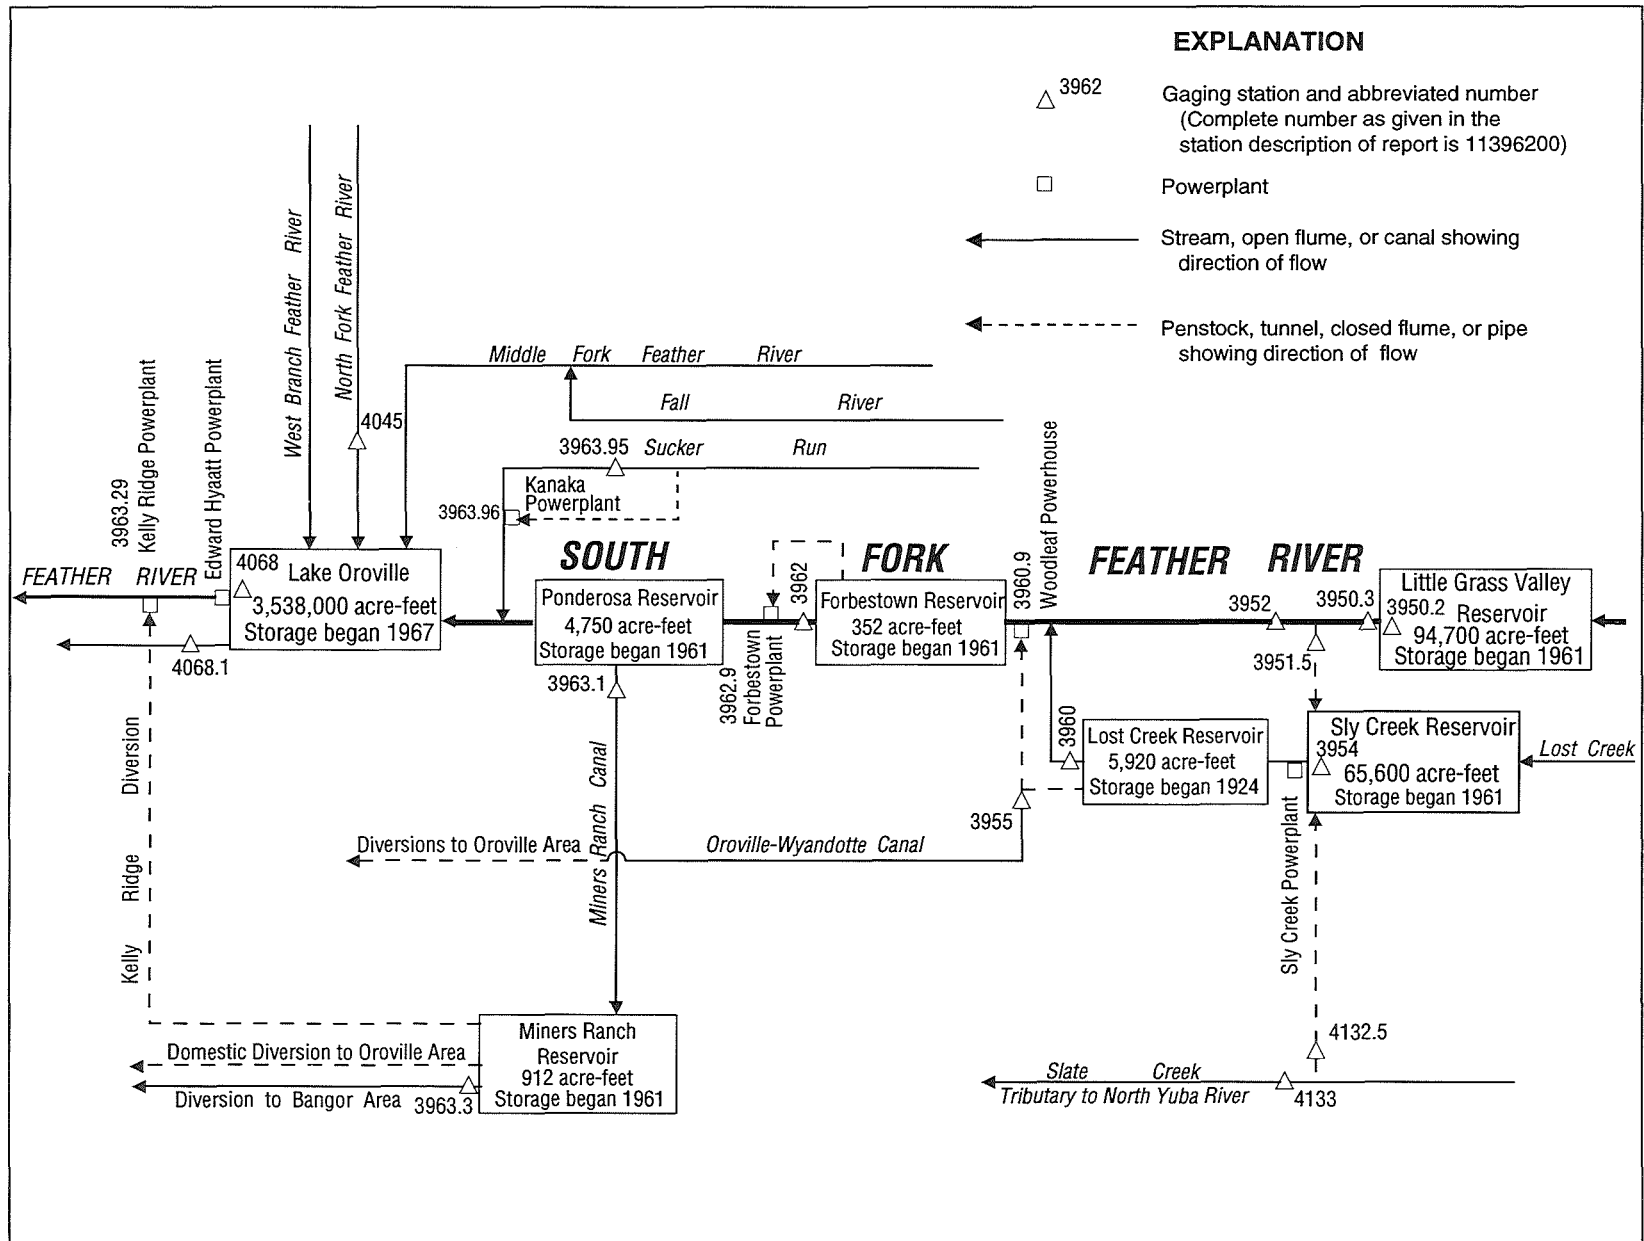 EXPLANATION
3962
Gaging station and abbreviated number
(Complete number as given in the
station description of report is 11396200)
Powerplant
Stream, open flume, or canal showing
direction of flow
Penstock, tunnel, closed flume, or pipe
showing direction of flow
West Branch Feather River
North Fork Feather River
4045
Middle Fork Feather River
Fall River
3963.95 Sucker Run
Kanaka
Powerplant
3963.96
3963.29
Kelly Ridge Powerplant
Edward Hyaatt Powerplant
FEATHER RIVER
4068
Lake Oroville
3,538,000 acre-feet
Storage began 1967
4068.1
SOUTH FORK FEATHER RIVER
Ponderosa Reservoir
4,750 acre-feet
Storage began 1961
3963.1
3962.9
Forbestown
Powerplant
3962
Forbestown Reservoir
352 acre-feet
Storage began 1961
3960.9
Woodleaf Powerhouse
3952
3950.3
3951.5
Little Grass Valley
3950.2
Reservoir
94,700 acre-feet
Storage began 1961
3960
Lost Creek Reservoir
5,920 acre-feet
Storage began 1924
Sly Creek Reservoir
3954
65,600 acre-feet
Storage began 1961
Lost Creek
3955
Diversions to Oroville Area
Oroville-Wyandotte Canal
Miners Ranch Canal
Sly Creek Powerplant
Kelly Ridge Diversion
Miners Ranch
Reservoir
912 acre-feet
Storage began 1961
Domestic Diversion to Oroville Area
Diversion to Bangor Area
3963.3
4132.5
Slate Creek
Tributary to North Yuba River
4133